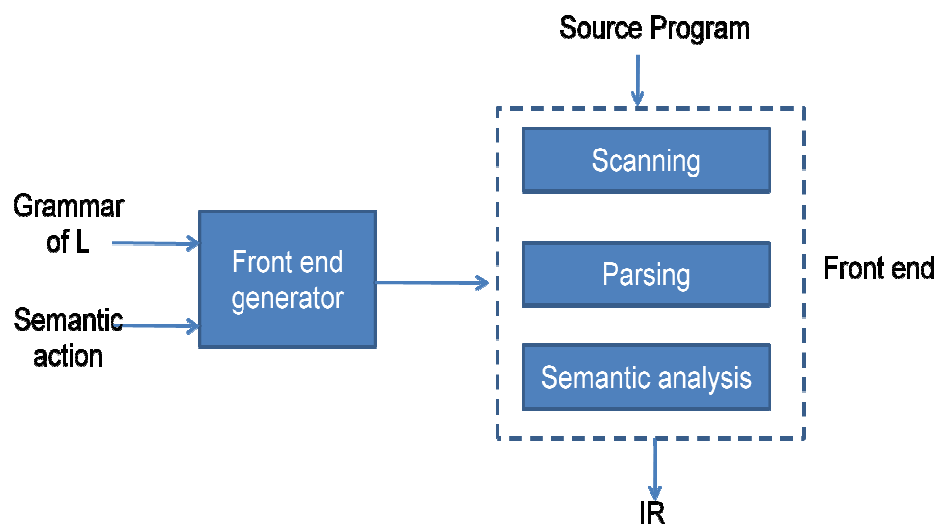 Source Program
Scanning
Grammar
of L
Front end
generator
Parsing
Front end
Semantic
action
Semantic analysis
IR